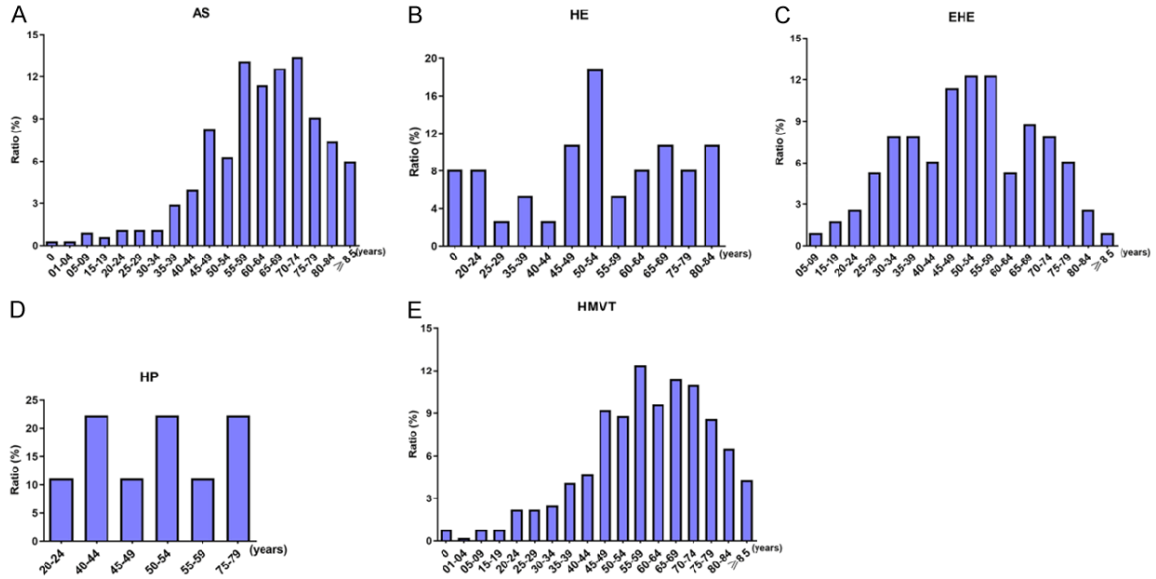 A
AS
Ratio (%)
15
12
9
6
3
0
0 01-04 05-09 15-19 20-24 25-29 30-34 35-39 40-44 45-49 50-54 55-59 60-64 65-69 70-74 75-79 80-84 ⩾85 (years)
B
HE
Ratio (%)
20
16
12
8
4
0
0 20-24 25-29 35-39 40-44 45-49 50-54 55-59 60-64 65-69 75-79 80-84 (years)
C
EHE
Ratio (%)
15
12
9
6
3
0
05-09 15-19 20-24 25-29 30-34 35-39 40-44 45-49 50-54 55-59 60-64 65-69 70-74 75-79 80-84 ⩾85 (years)
D
HP
Ratio (%)
25
20
15
10
5
0
20-24 40-44 45-49 50-54 55-59 75-79 (years)
E
HMVT
Ratio (%)
15
12
9
6
3
0
0 01-04 05-09 15-19 20-24 25-29 30-34 35-39 40-44 45-49 50-54 55-59 60-64 65-69 70-74 75-79 80-84 ⩾85 (years)